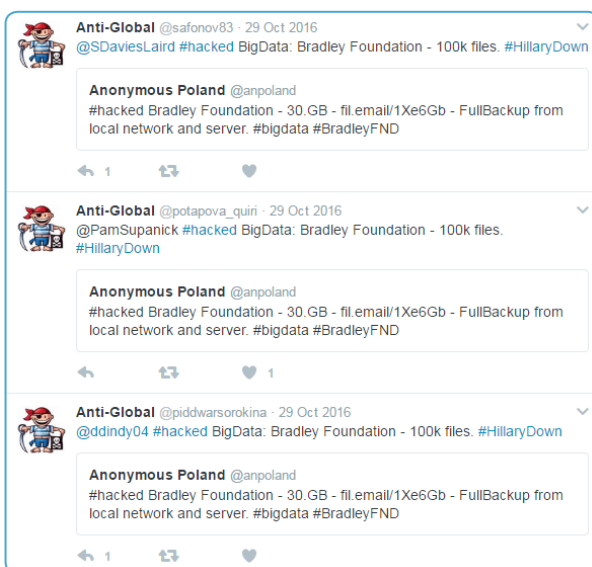 Anti-Global @safonov83 · 29 Oct 2016
@SDaviesLaird #hacked BigData: Bradley Foundation - 100k files. #HillaryDown
Anonymous Poland @anpoland
#hacked Bradley Foundation - 30.GB - fil.email/1Xe6Gb - FullBackup from
local network and server. #bigdata #BradleyFND
1
Anti-Global @potapova_quiri · 29 Oct 2016
@PamSupanick #hacked BigData: Bradley Foundation - 100k files.
#HillaryDown
Anonymous Poland @anpoland
#hacked Bradley Foundation - 30.GB - fil.email/1Xe6Gb - FullBackup from
local network and server. #bigdata #BradleyFND
1
Anti-Global @piddwarsorokina · 29 Oct 2016
@ddindy04 #hacked BigData: Bradley Foundation - 100k files. #HillaryDown
Anonymous Poland @anpoland
#hacked Bradley Foundation - 30.GB - fil.email/1Xe6Gb - FullBackup from
local network and server. #bigdata #BradleyFND
1